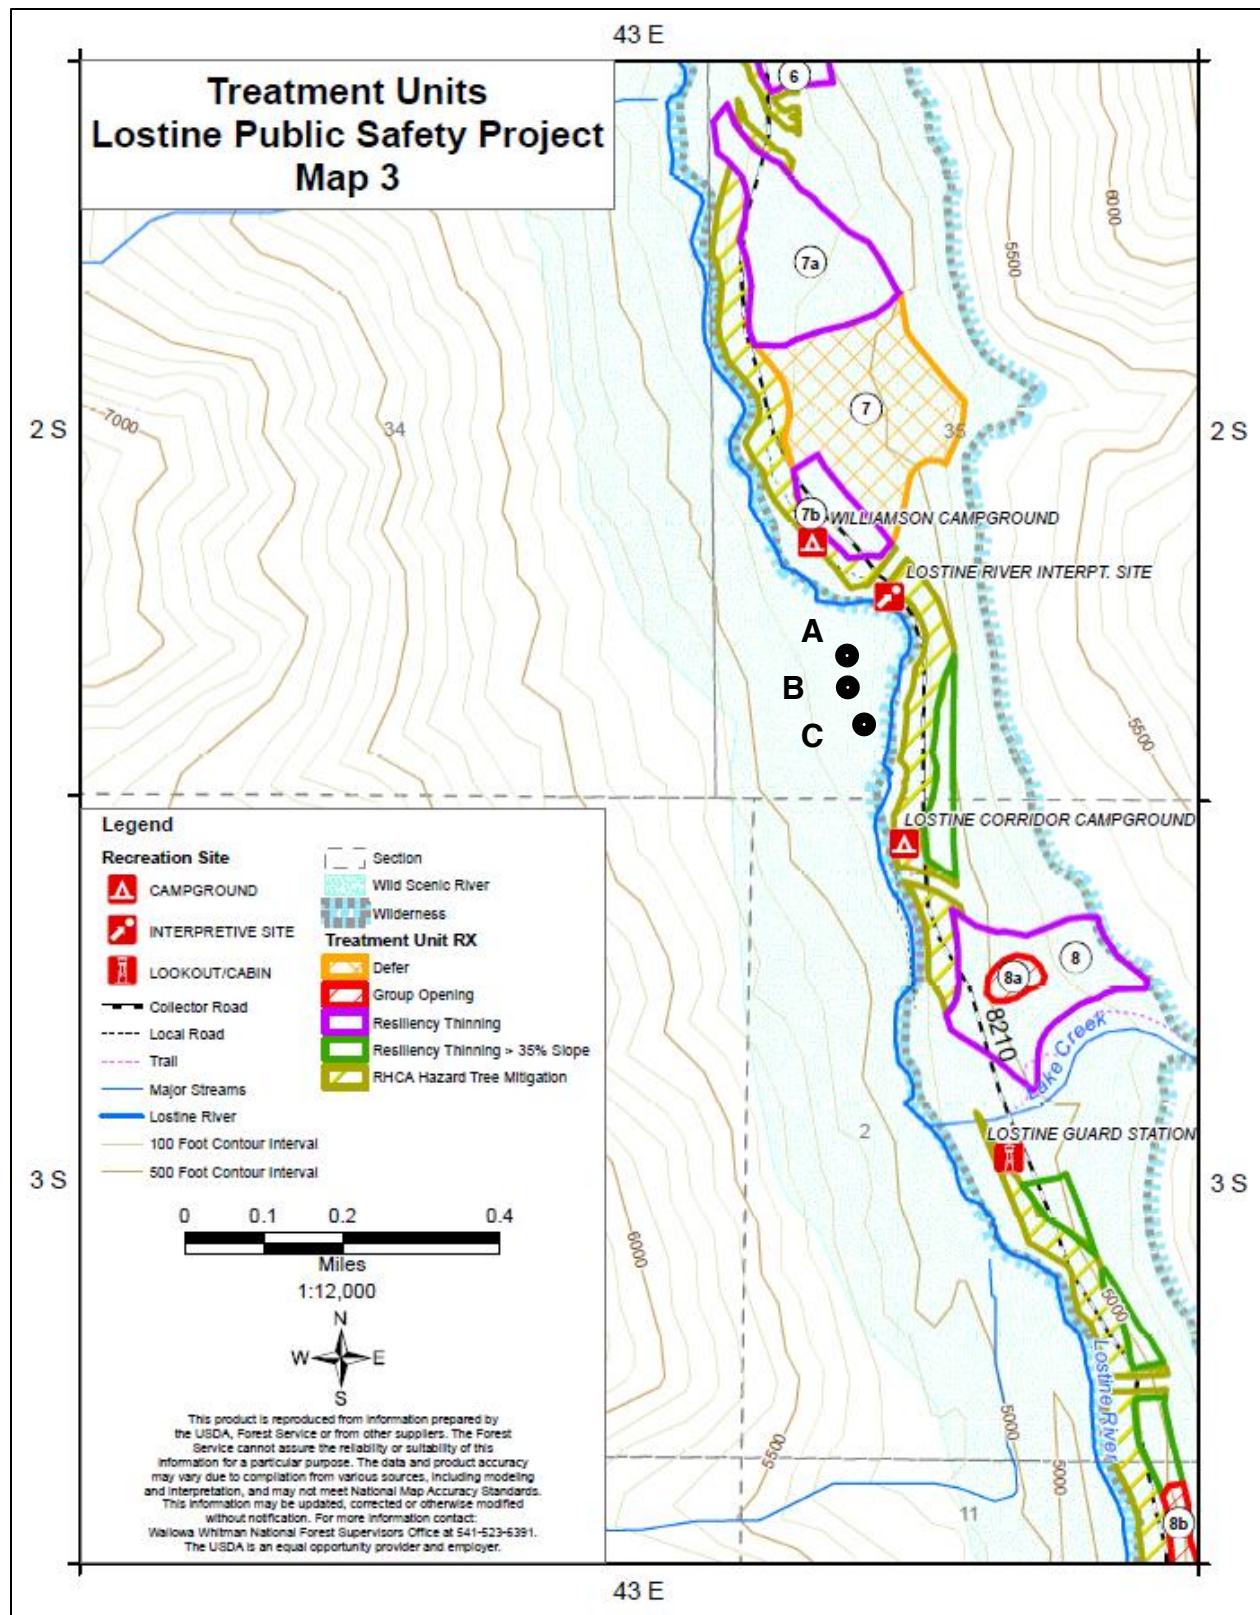 43 E
Treatment Units
Lostine Public Safety Project
Map 3
6
6000
5500
7a
7
7000
34
35
2 S
2 S
7b
WILLIAMSON CAMPGROUND
LOSTINE RIVER INTERPT. SITE
A
B
C
5500
LOSTINE CORRIDOR CAMPGROUND
8
8a
8210
Lake Creek
2
LOSTINE GUARD STATION
3 S
3 S
6000
5000
Lostine River
5000
5500
5000
11
8b
Legend
Recreation Site
CAMPGROUND
INTERPRETIVE SITE
LOOKOUT/CABIN
Collector Road
Local Road
Trail
Major Streams
Lostine River
100 Foot Contour Interval
500 Foot Contour Interval
Section
Wild Scenic River
Wilderness
Treatment Unit RX
Defer
Group Opening
Resiliency Thinning
Resiliency Thinning > 35% Slope
RHCA Hazard Tree Mitigation
0 0.1 0.2 0.4
Miles
1:12,000
N
W E
S
This product is reproduced from information prepared by
the USDA, Forest Service or from other suppliers. The Forest
Service cannot assure the reliability or suitability of this
information for a particular purpose. The data and product accuracy
may vary due to compilation from various sources, including modeling
and interpretation, and may not meet National Map Accuracy Standards.
This information may be updated, corrected or otherwise modified
without notification. For more information contact:
Wallowa Whitman National Forest Supervisors Office at 541-523-6391.
The USDA is an equal opportunity provider and employer.
43 E